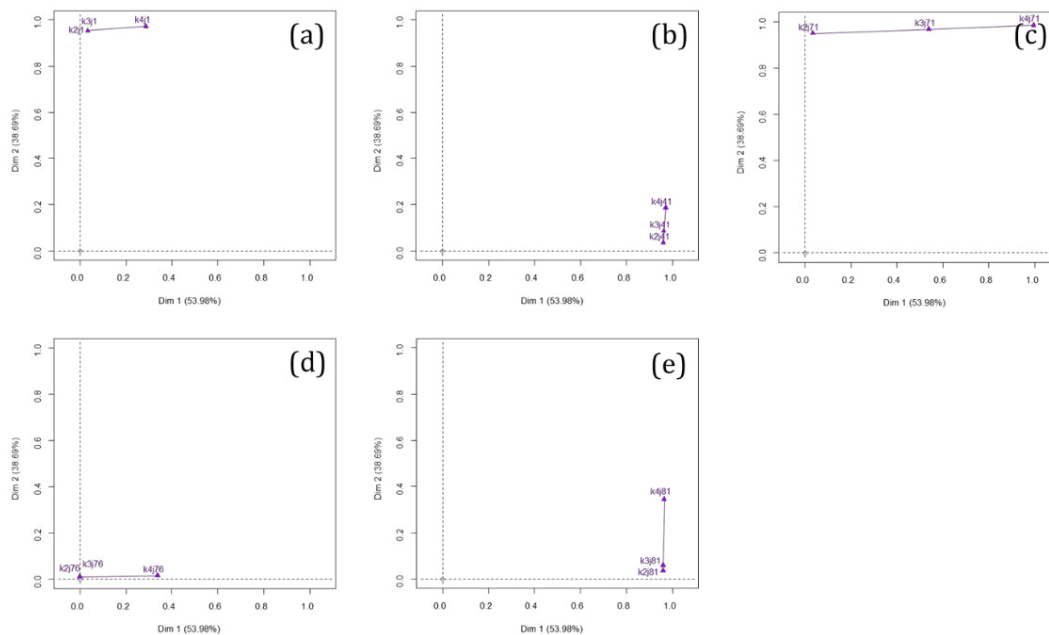 (a)
k3j1
k4j1
k2j1
Dim 2 (38.69%)
0.0 0.2 0.4 0.6 0.8 1.0
0.0 0.2 0.4 0.6 0.8 1.0
Dim 1 (53.98%)
(b)
k4j41
k3j41
k2j41
Dim 2 (38.69%)
0.0 0.2 0.4 0.6 0.8 1.0
0.0 0.2 0.4 0.6 0.8 1.0
Dim 1 (53.98%)
(c)
k2j71
k3j71
k4j71
Dim 2 (38.69%)
0.0 0.2 0.4 0.6 0.8 1.0
0.0 0.2 0.4 0.6 0.8 1.0
Dim 1 (53.98%)
(d)
k2j76
k3j76
k4j76
Dim 2 (38.69%)
0.0 0.2 0.4 0.6 0.8 1.0
0.0 0.2 0.4 0.6 0.8 1.0
Dim 1 (53.98%)
(e)
k4j81
k3j81
k2j81
Dim 2 (38.69%)
0.0 0.2 0.4 0.6 0.8 1.0
0.0 0.2 0.4 0.6 0.8 1.0
Dim 1 (53.98%)